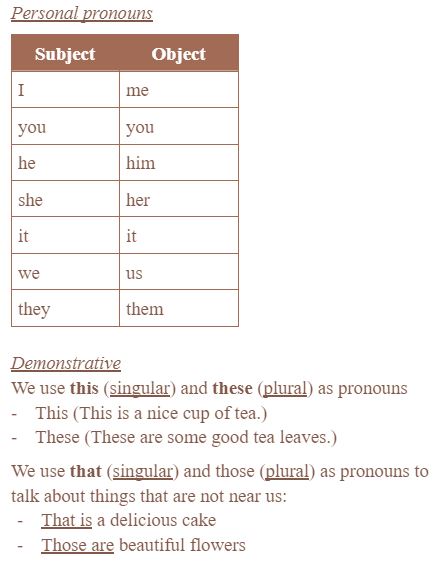 Personal pronouns
Subject Object
I me
you you
he him
she her
it it
we us
they them
Demonstrative
We use this (singular) and these (plural) as pronouns
- This (This is a nice cup of tea.)
- These (These are some good tea leaves.)
We use that (singular) and those (plural) as pronouns to
talk about things that are not near us:
- That is a delicious cake
- Those are beautiful flowers